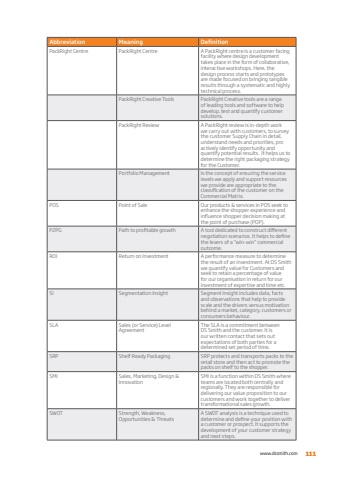 Abbreviation Meaning Definition
PackRight Centre PackRight Centre A PackRight centre is a customer facing
facility where design development
takes place in the form of collaborative,
interactive workshops. Here, the
design process starts and prototypes
are made focused on bringing tangible
results through a systematic and highly
technical process.
PackRight Creative Tools PackRight Creative tools are a range
of leading tools and software to help
develop, test and quantify customer
solutions.
PackRight Review A PackRight review is in-depth work
we carry out with customers, to survey
the customer Supply Chain in detail,
understand needs and priorities, pro
actively identify opportunity and
quantify potential results. It helps us to
determine the right packaging strategy
for the Customer.
Portfolio Management Is the concept of ensuring the service
levels we apply and support resources
we provide are appropriate to the
classification of the customer on the
Commercial Matrix.
POS Point of Sale Our products & services in POS seek to
enhance the shopper experience and
influence shopper decision making at
the point of purchase (POP).
P2PG Path to profitable growth A tool dedicated to construct different
negotiation scenarios. It helps to define
the levers of a "win-win" commercial
outcome.
ROI Return on Investment A performance measure to determine
the result of an investment. At DS Smith
we quantify value for Customers and
seek to retain a percentage of value
for our organisation in return for our
investment of expertise and time etc.
SI Segmentation Insight Segment Insight includes data, facts
and observations that help to provide
scale and the drivers versus motivation
behind a market, category, customers or
consumers behaviour.
SLA Sales (or Service) Level
Agreement The SLA is a commitment between
DS Smith and the customer. It is
our written contact that sets out
expectations of both parties for a
determined set period of time.
SRP Shelf Ready Packaging SRP protects and transports packs to the
retail store and then act to promote the
packs on shelf to the shopper.
SMI Sales, Marketing, Design &
Innovation SMI is a function within DS Smith where
teams are located both centrally and
regionally. They are responsible for
delivering our value proposition to our
customers and work together to deliver
transformational sales growth.
SWOT Strength, Weakness,
Opportunities & Threats A SWOT analysis is a technique used to
determine and define your position with
a customer or prospect. It supports the
development of your customer strategy
and next steps.
www.dssmith.com 111